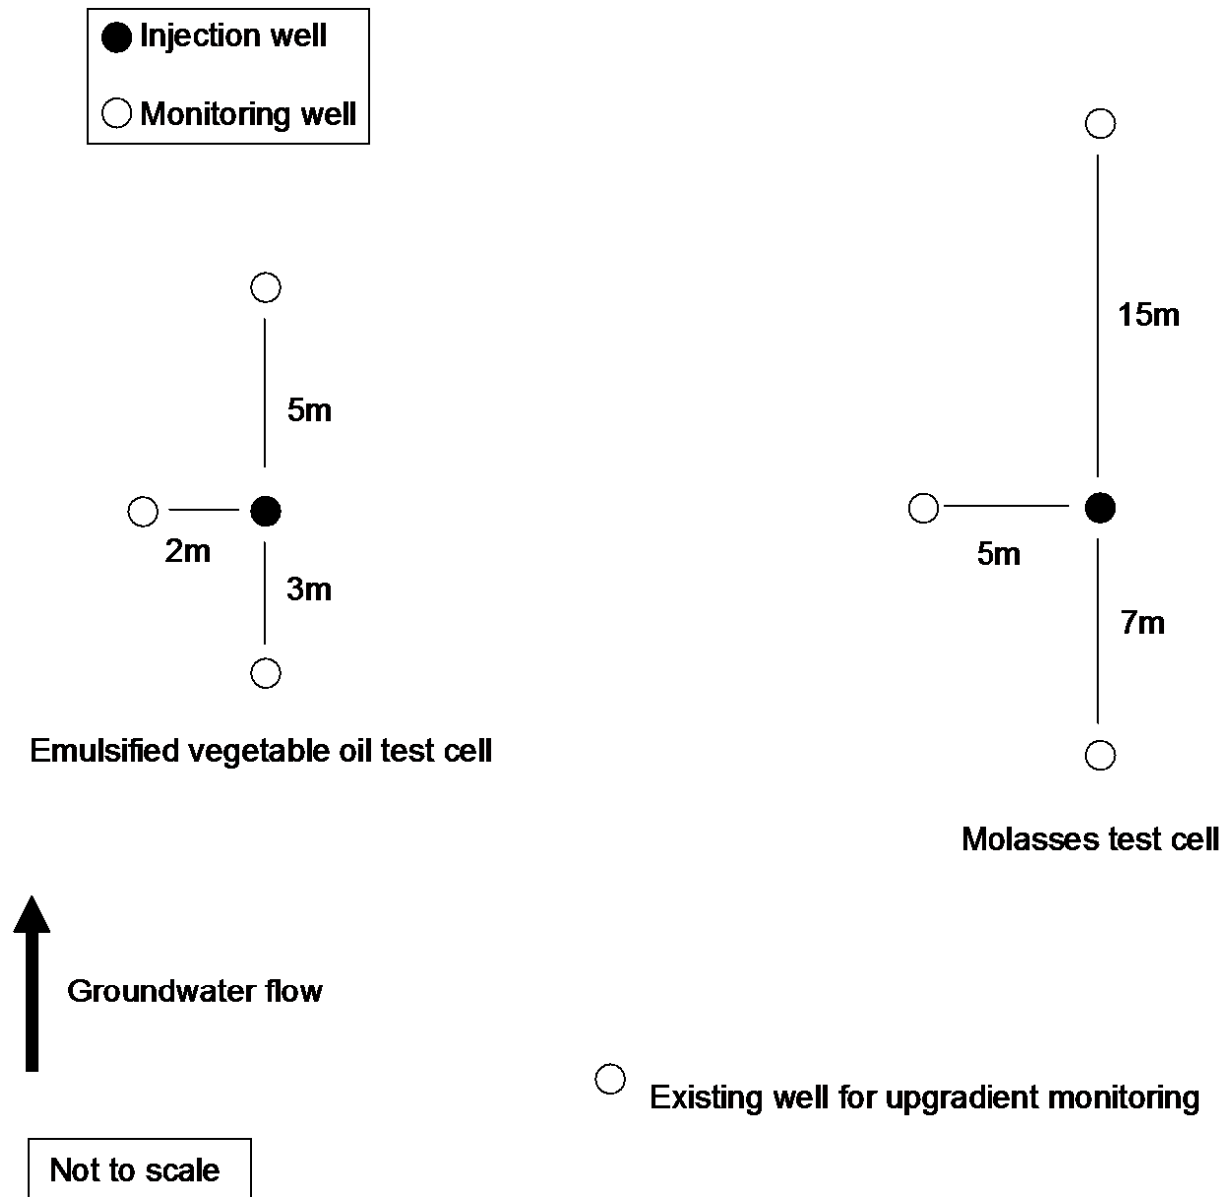 Injection well
Monitoring well
15m
5m
2m
5m
3m
7m
Emulsified vegetable oil test cell
Molasses test cell
Groundwater flow
Existing well for upgradient monitoring
Not to scale